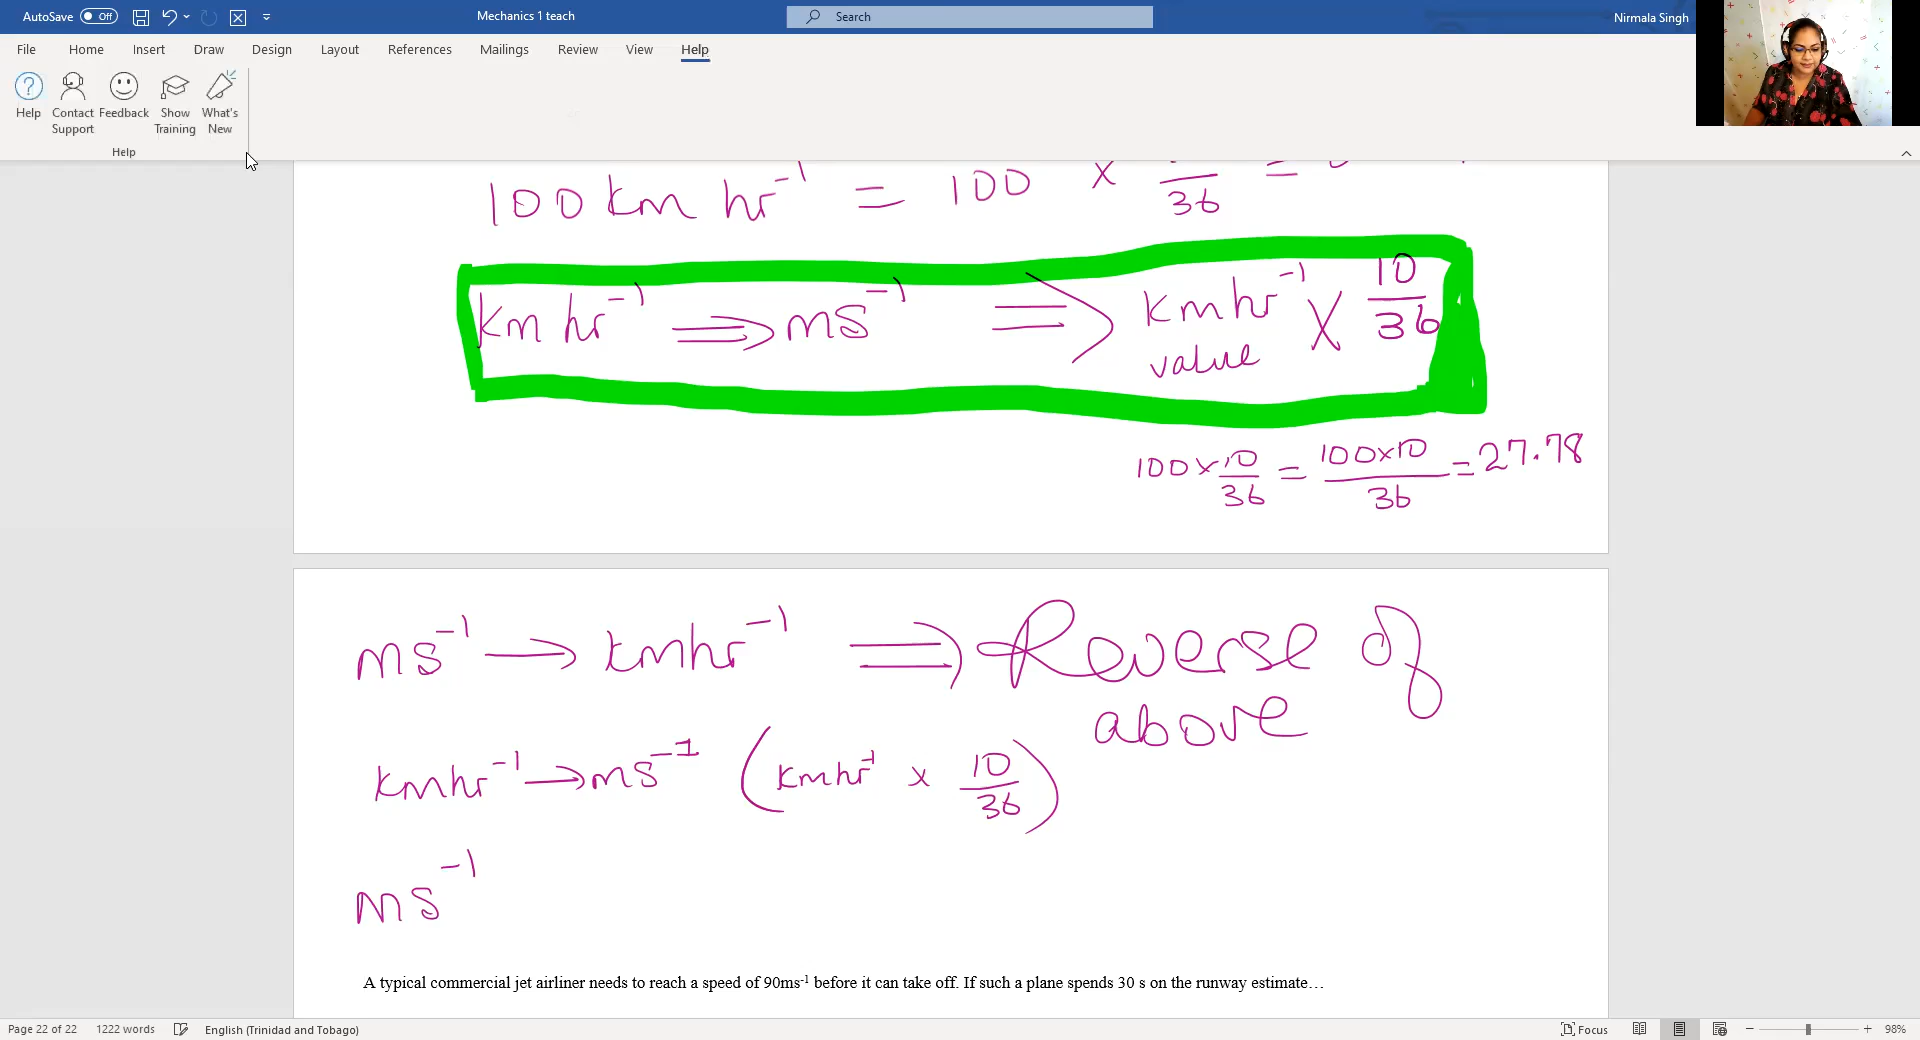 AutoSave Off
Mechanics 1 teach
Search
Nirmala Singh
File Home Insert Draw Design Layout References Mailings Review View Help
Help Contact Support Feedback Show Training What's New
Help
100 km hr⁻¹ = 100 × /36 =
km hr⁻¹ ⟹ ms⁻¹ ⟹ kmhr⁻¹ value × 10/36
100 × 10/36 = 100×10/36 = 27.78
ms⁻¹ → kmhr⁻¹ ⟹ Reverse of
above
kmhr⁻¹ → ms⁻¹ (kmhr⁻¹ × 10/36)
ms⁻¹
A typical commercial jet airliner needs to reach a speed of 90ms⁻¹ before it can take off. If such a plane spends 30 s on the runway estimate…
Page 22 of 22 1222 words English (Trinidad and Tobago) Focus 98%